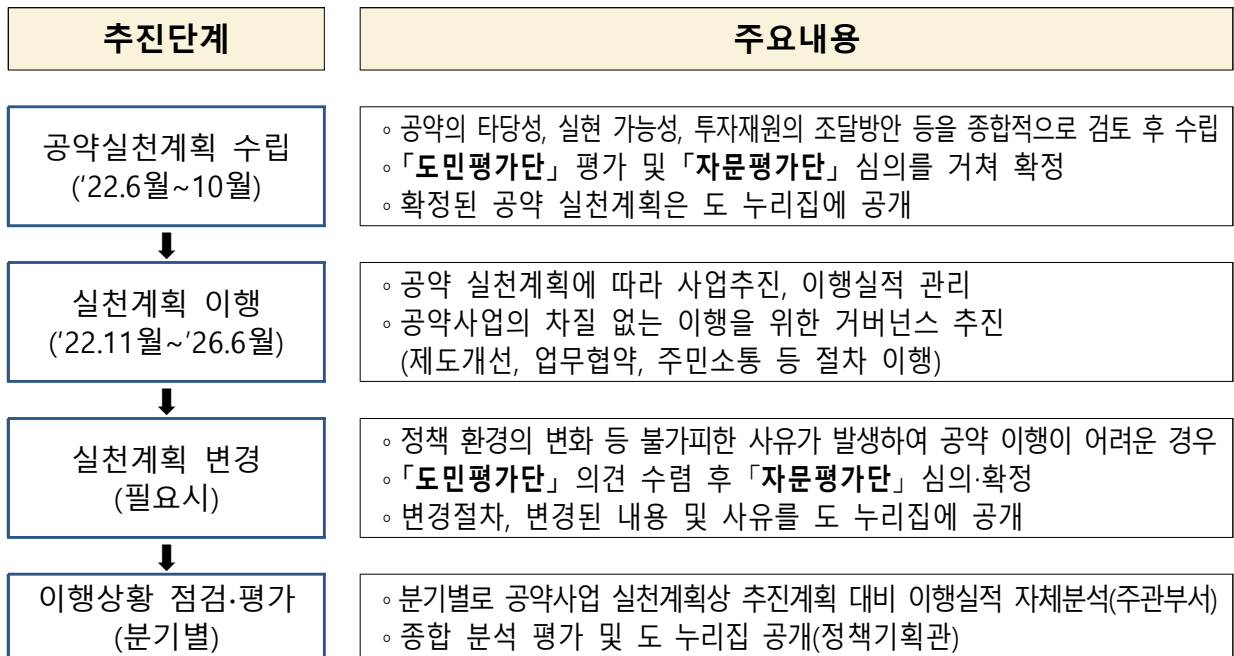 추진단계
주요내용
공약실천계획 수립
('22.6월~10월)
◦공약의 타당성, 실현 가능성, 투자재원의 조달방안 등을 종합적으로 검토 후 수립
◦「도민평가단」 평가 및 「자문평가단」 심의를 거쳐 확정
◦확정된 공약 실천계획은 도 누리집에 공개
⬇
실천계획 이행
('22.11월~'26.6월)
◦공약 실천계획에 따라 사업추진, 이행실적 관리
◦공약사업의 차질 없는 이행을 위한 거버넌스 추진
(제도개선, 업무협약, 주민소통 등 절차 이행)
⬇
실천계획 변경
(필요시)
◦정책 환경의 변화 등 불가피한 사유가 발생하여 공약 이행이 어려운 경우
◦「도민평가단」 의견 수렴 후 「자문평가단」 심의·확정
◦변경절차, 변경된 내용 및 사유를 도 누리집에 공개
⬇
이행상황 점검·평가
(분기별)
◦분기별로 공약사업 실천계획상 추진계획 대비 이행실적 자체분석(주관부서)
◦종합 분석 평가 및 도 누리집 공개(정책기획관)